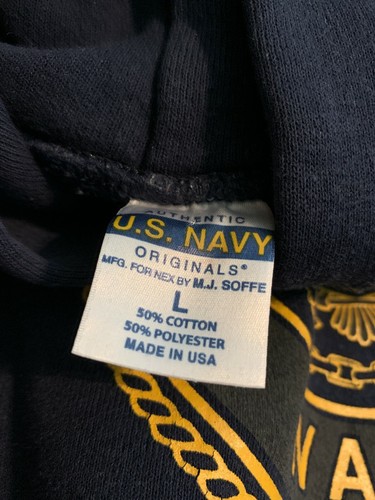 AUTHENTIC
U.S. NAVY
ORIGINALS®
MFG. FOR NEX BY M.J. SOFFE
L
50% COTTON
50% POLYESTER
MADE IN USA
NA